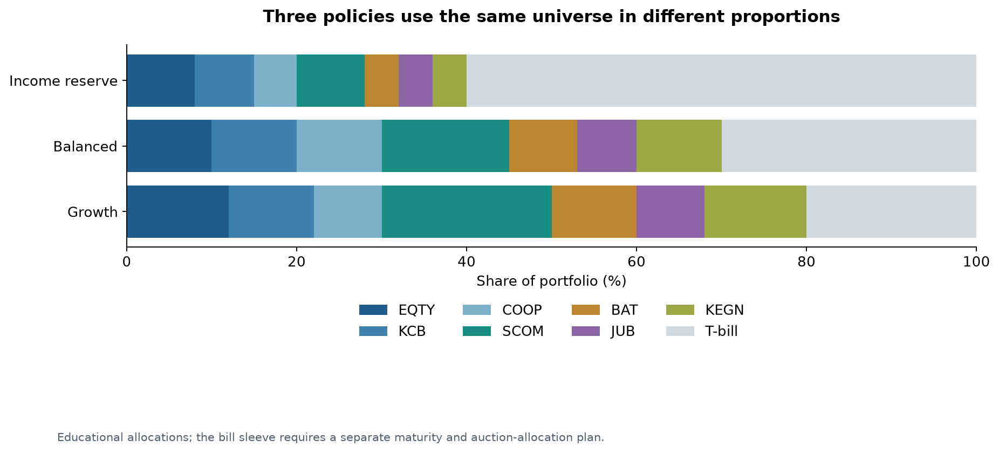 Three policies use the same universe in different proportions
Income reserve
Balanced
Growth
0 20 40 60 80 100
Share of portfolio (%)
EQTY COOP BAT KEGN
KCB SCOM JUB T-bill
Educational allocations; the bill sleeve requires a separate maturity and auction-allocation plan.